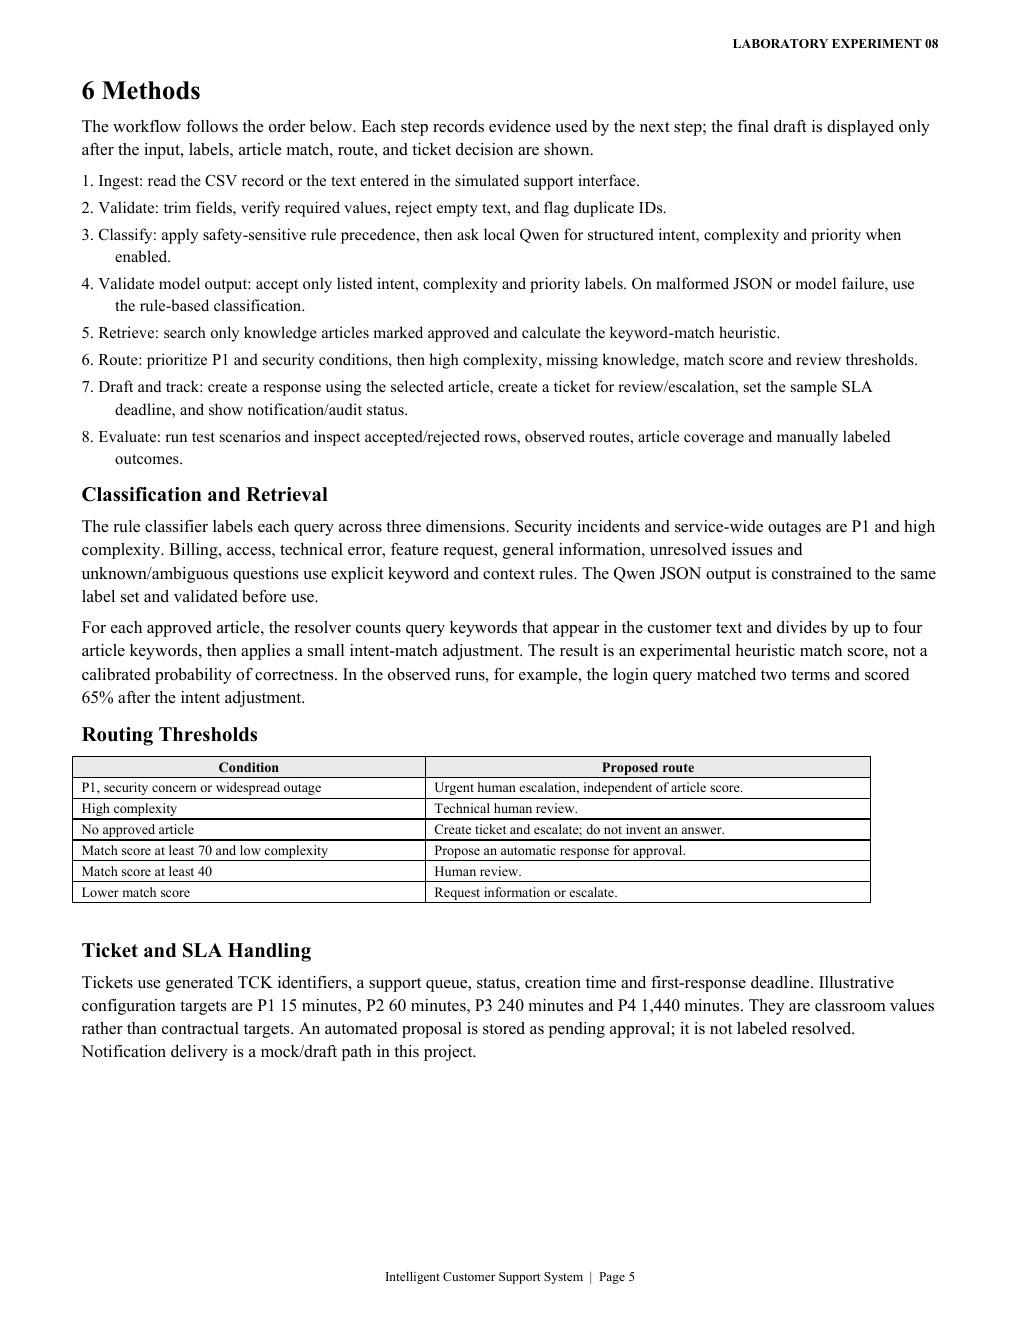 LABORATORY EXPERIMENT 08
6 Methods
The workflow follows the order below. Each step records evidence used by the next step; the final draft is displayed only
after the input, labels, article match, route, and ticket decision are shown.
1. Ingest: read the CSV record or the text entered in the simulated support interface.
2. Validate: trim fields, verify required values, reject empty text, and flag duplicate IDs.
3. Classify: apply safety-sensitive rule precedence, then ask local Qwen for structured intent, complexity and priority when
enabled.
4. Validate model output: accept only listed intent, complexity and priority labels. On malformed JSON or model failure, use
the rule-based classification.
5. Retrieve: search only knowledge articles marked approved and calculate the keyword-match heuristic.
6. Route: prioritize P1 and security conditions, then high complexity, missing knowledge, match score and review thresholds.
7. Draft and track: create a response using the selected article, create a ticket for review/escalation, set the sample SLA
deadline, and show notification/audit status.
8. Evaluate: run test scenarios and inspect accepted/rejected rows, observed routes, article coverage and manually labeled
outcomes.
Classification and Retrieval
The rule classifier labels each query across three dimensions. Security incidents and service-wide outages are P1 and high
complexity. Billing, access, technical error, feature request, general information, unresolved issues and
unknown/ambiguous questions use explicit keyword and context rules. The Qwen JSON output is constrained to the same
label set and validated before use.
For each approved article, the resolver counts query keywords that appear in the customer text and divides by up to four
article keywords, then applies a small intent-match adjustment. The result is an experimental heuristic match score, not a
calibrated probability of correctness. In the observed runs, for example, the login query matched two terms and scored
65% after the intent adjustment.
Routing Thresholds
Condition Proposed route
P1, security concern or widespread outage Urgent human escalation, independent of article score.
High complexity Technical human review.
No approved article Create ticket and escalate; do not invent an answer.
Match score at least 70 and low complexity Propose an automatic response for approval.
Match score at least 40 Human review.
Lower match score Request information or escalate.
Ticket and SLA Handling
Tickets use generated TCK identifiers, a support queue, status, creation time and first-response deadline. Illustrative
configuration targets are P1 15 minutes, P2 60 minutes, P3 240 minutes and P4 1,440 minutes. They are classroom values
rather than contractual targets. An automated proposal is stored as pending approval; it is not labeled resolved.
Notification delivery is a mock/draft path in this project.
Intelligent Customer Support System | Page 5